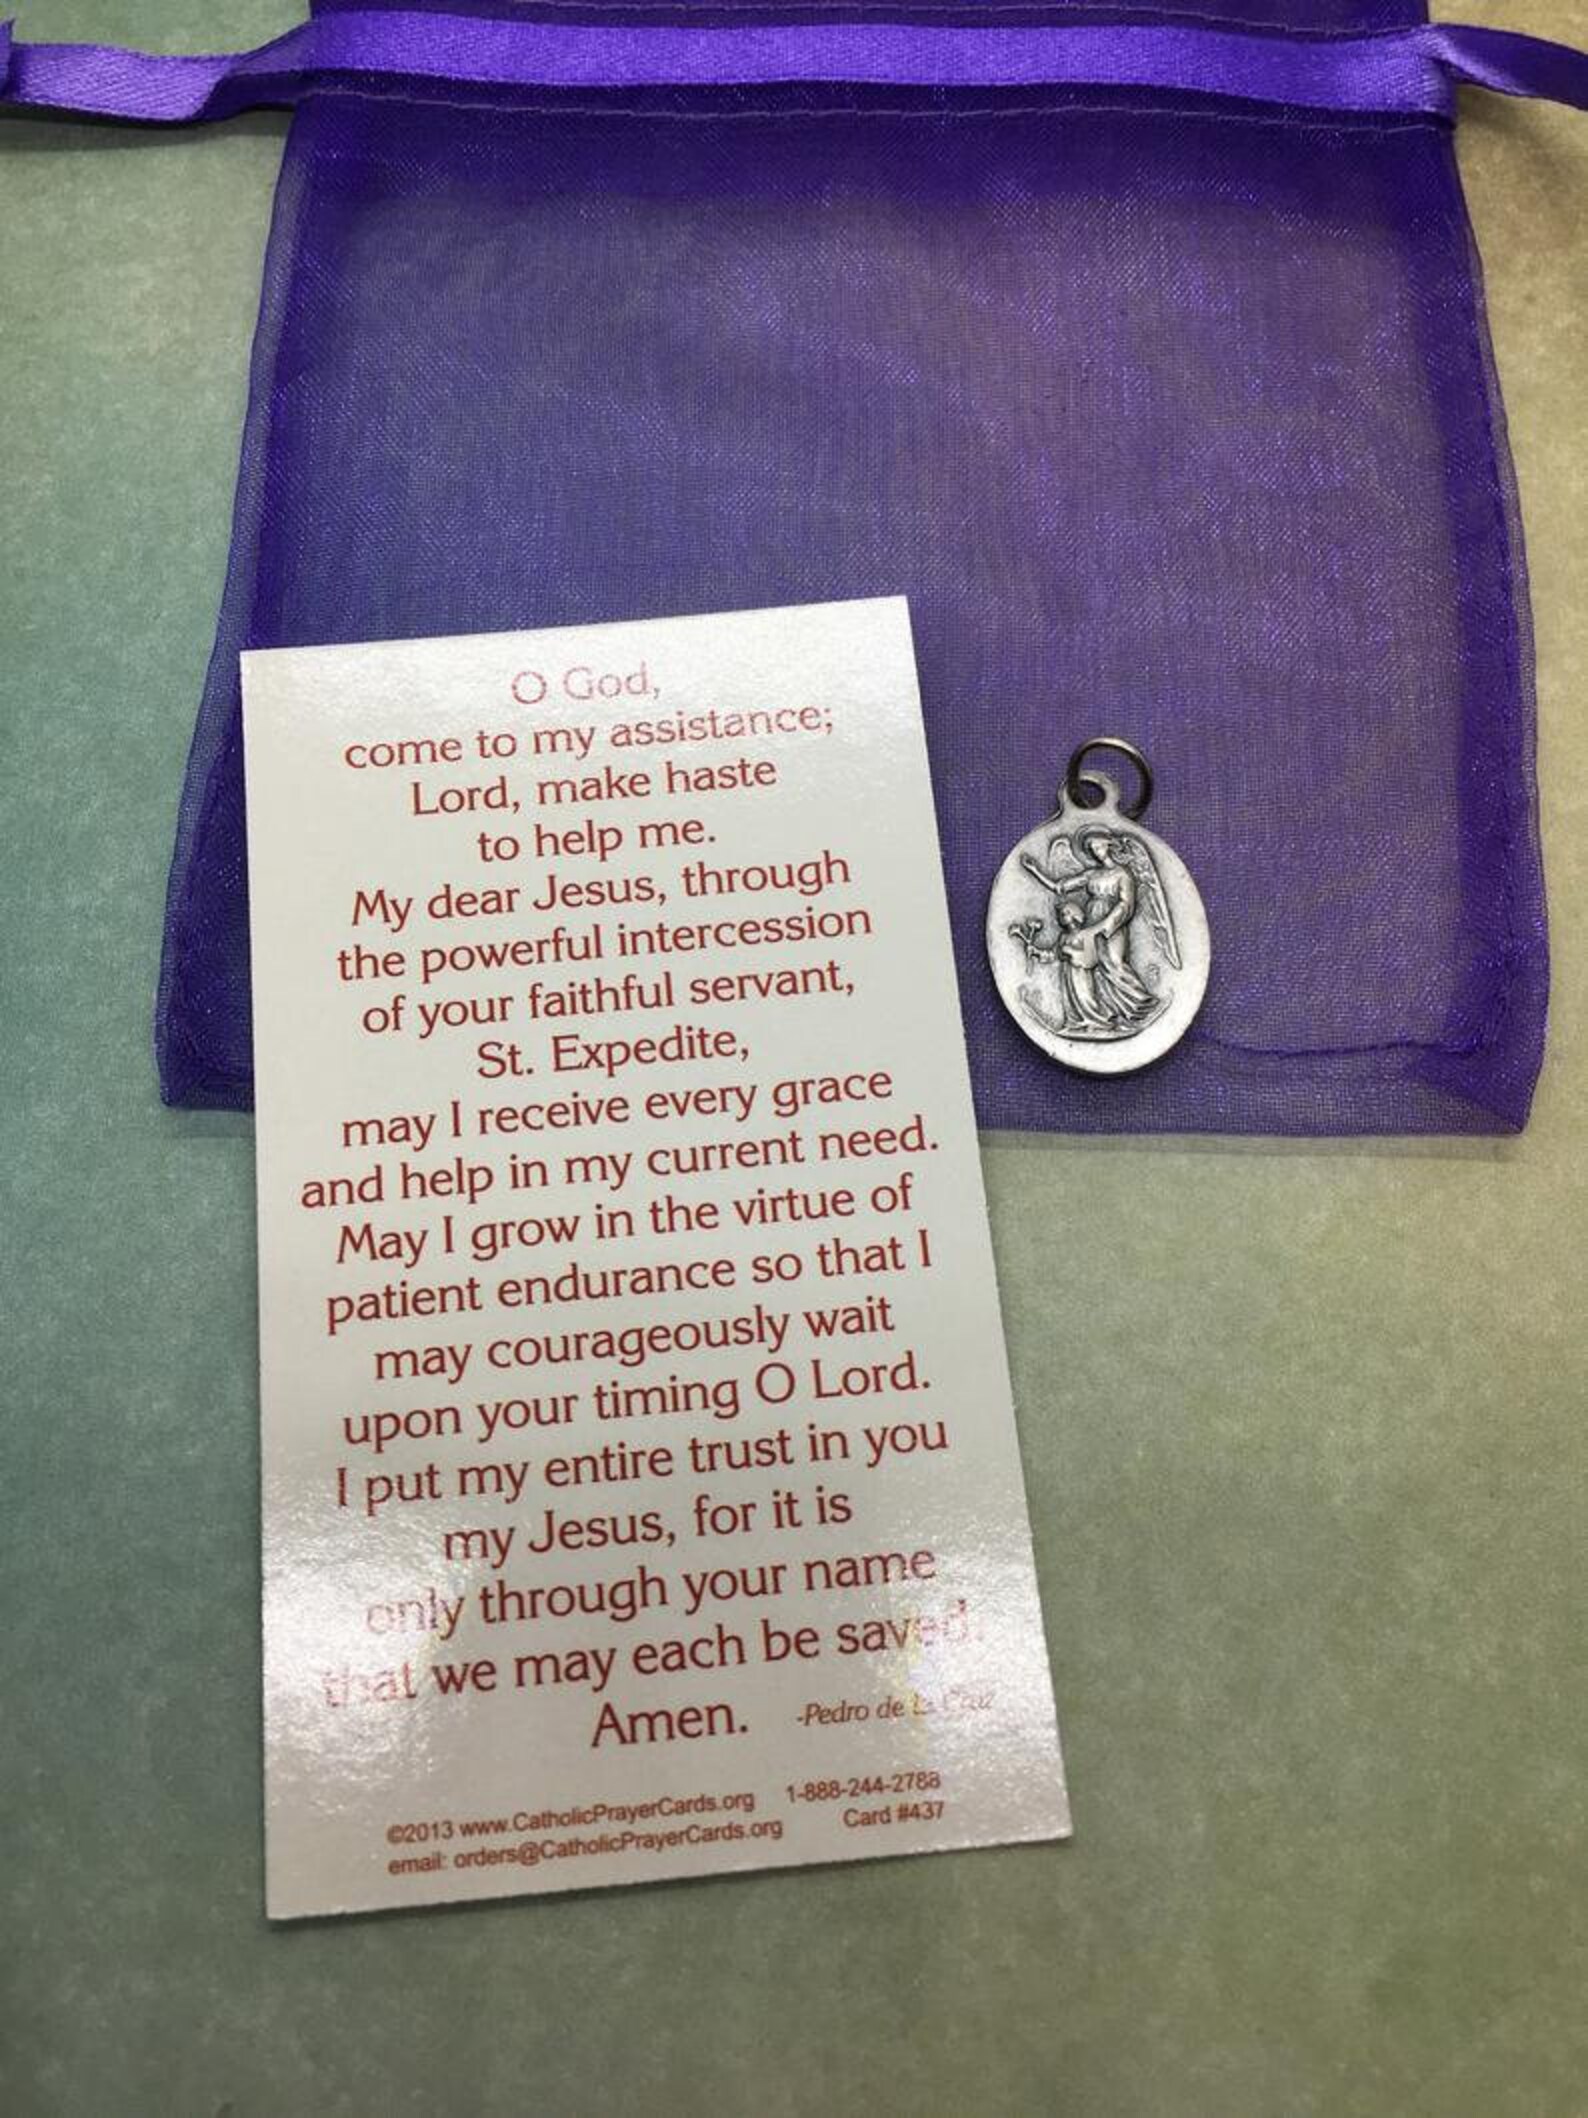 O God,
come to my assistance;
Lord, make haste
to help me.
My dear Jesus, through
the powerful intercession
of your faithful servant,
St. Expedite,
may I receive every grace
and help in my current need.
May I grow in the virtue of
patient endurance so that I
may courageously wait
upon your timing O Lord.
I put my entire trust in you
my Jesus, for it is
only through your name
that we may each be saved.
Amen. -Pedro de la Cruz
©2013 www.CatholicPrayerCards.org 1-888-244-2788
email: orders@CatholicPrayerCards.org Card #437